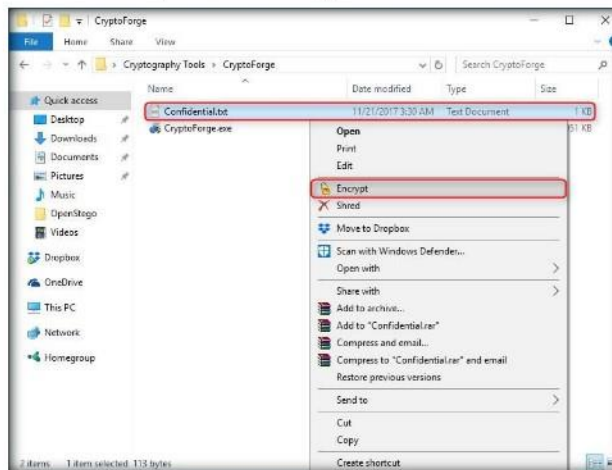 CryptoForge
File Home Share View
Cryptography Tools > CryptoForge
Search CryptoForge
Name Date modified Type Size
Quick access
Desktop
Downloads
Documents
Pictures
Music
OpenStego
Videos
Dropbox
OneDrive
This PC
Network
Homegroup
Confidential.txt 11/21/2017 3:30 AM Text Document 1 KB
CryptoForge.exe 951 KB
Open
Print
Edit
Encrypt
Shred
Move to Dropbox
Scan with Windows Defender...
Open with
Share with
Add to archive...
Add to "Confidential.rar"
Compress and email...
Compress to "Confidential.rar" and email
Restore previous versions
Send to
Cut
Copy
Create shortcut
2 items 1 item selected 113 bytes